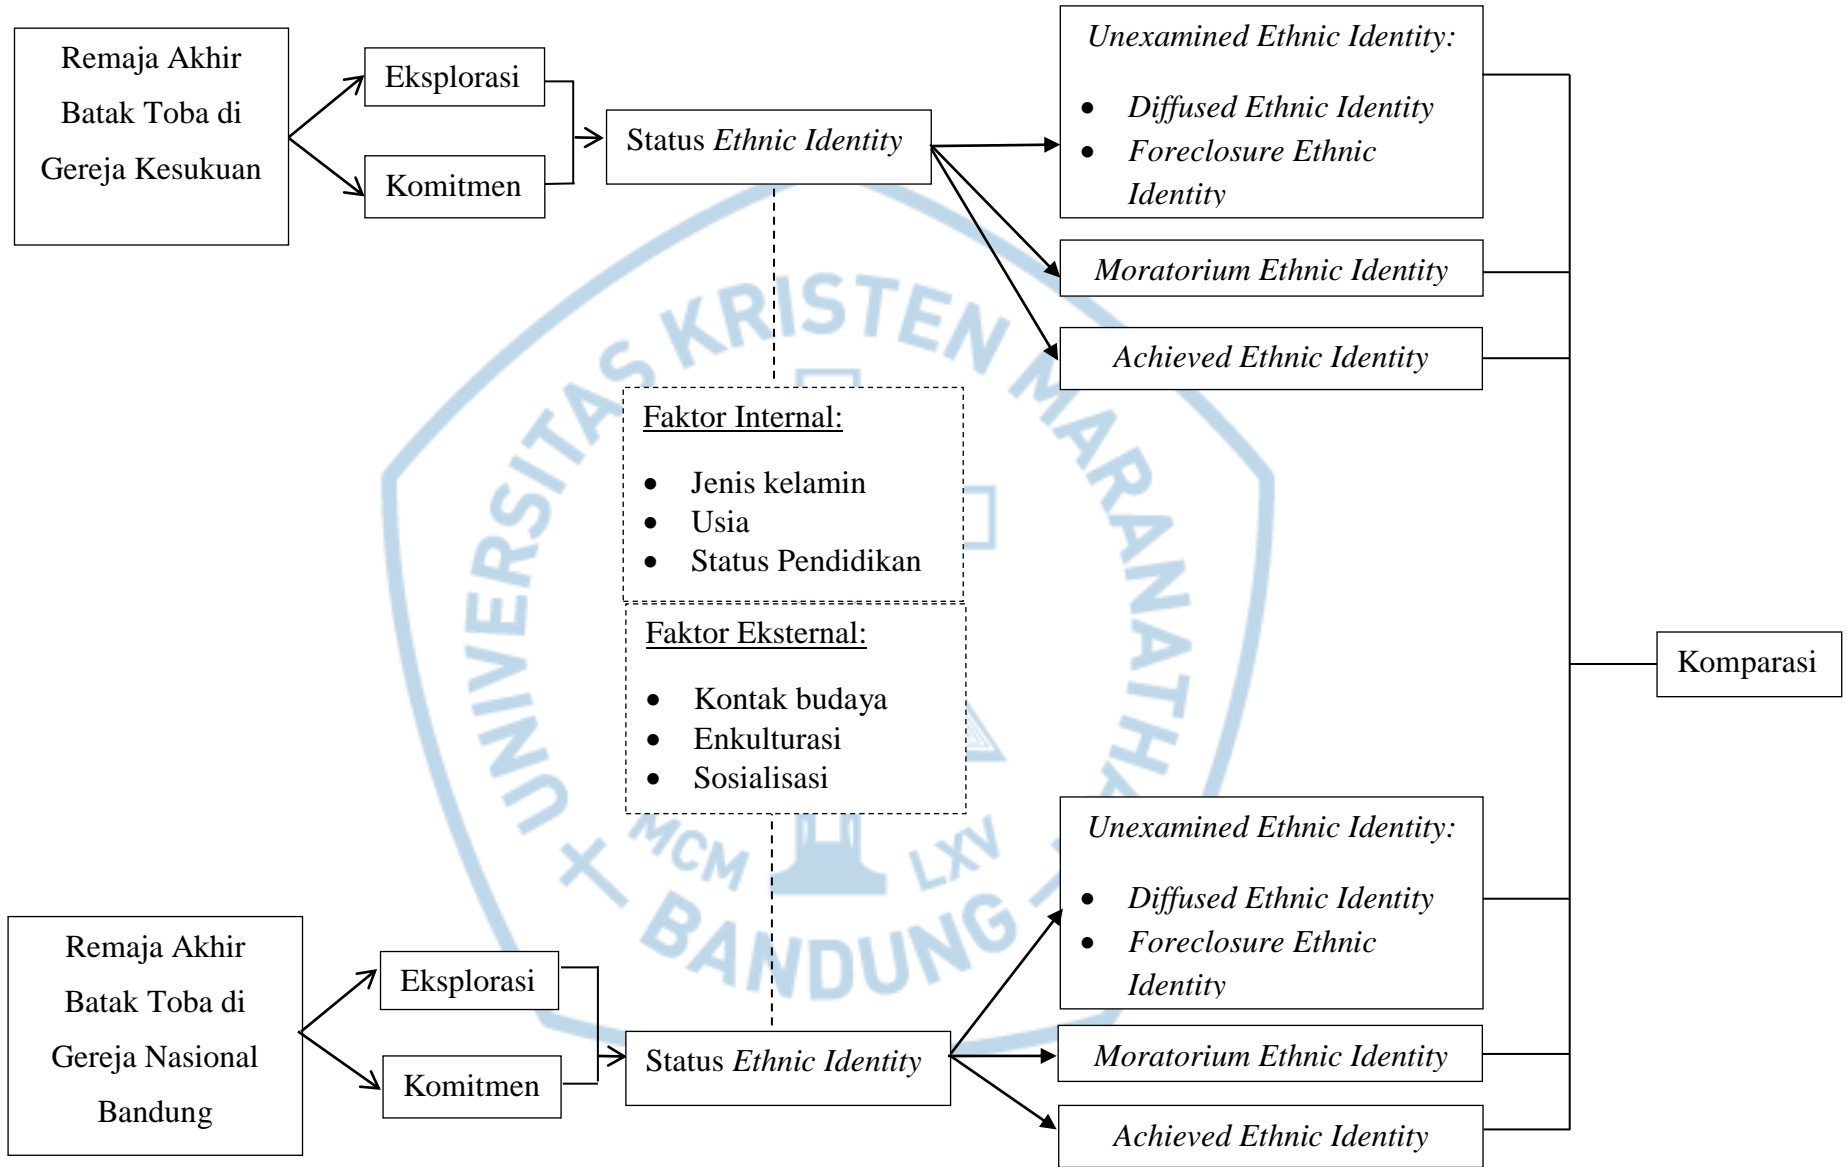 Remaja Akhir
Batak Toba di
Gereja Kesukuan
Eksplorasi
Komitmen
Status Ethnic Identity
Unexamined Ethnic Identity:
• Diffused Ethnic Identity
• Foreclosure Ethnic
Identity
Moratorium Ethnic Identity
Achieved Ethnic Identity
Faktor Internal:
• Jenis kelamin
• Usia
• Status Pendidikan
Faktor Eksternal:
• Kontak budaya
• Enkulturasi
• Sosialisasi
Komparasi
Remaja Akhir
Batak Toba di
Gereja Nasional
Bandung
Eksplorasi
Komitmen
Status Ethnic Identity
Unexamined Ethnic Identity:
• Diffused Ethnic Identity
• Foreclosure Ethnic
Identity
Moratorium Ethnic Identity
Achieved Ethnic Identity
UNIVERSITAS KRISTEN MARANATHA
MCM LXV
BANDUNG